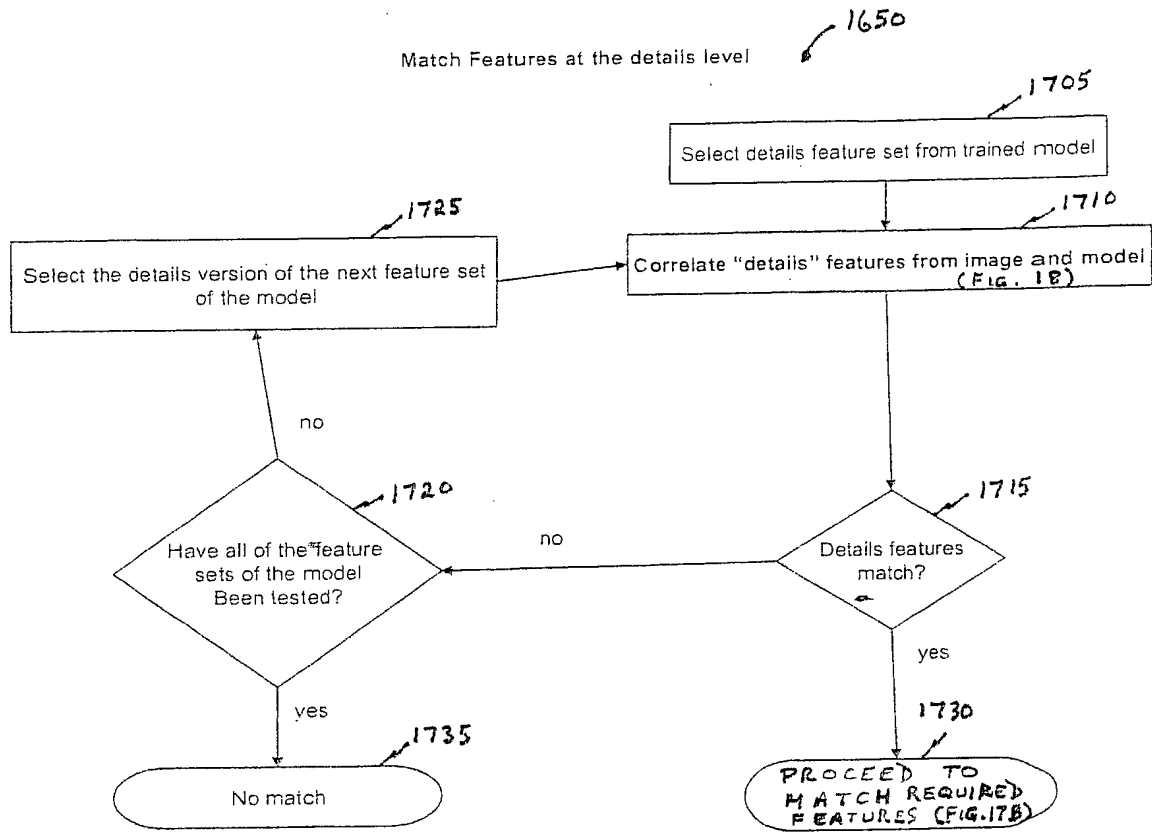 1650
Match Features at the details level
1705
Select details feature set from trained model
1725
1710
Select the details version of the next feature set
of the model
Correlate "details" features from image and model
(FIG. 18)
no
1720
1715
Have all of the feature
sets of the model
Been tested?
no
Details features
match?
yes
yes
1735
1730
No match
PROCEED TO
MATCH REQUIRED
FEATURES (FIG.17B)